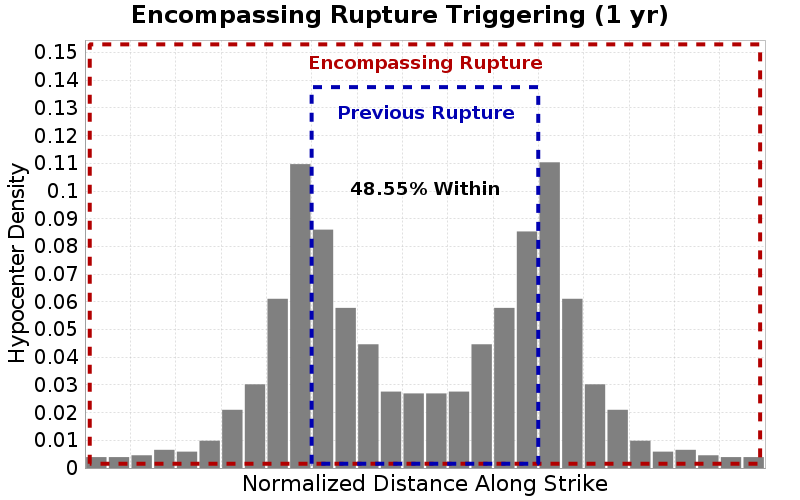 Encompassing Rupture Triggering (1 yr)
Hypocenter Density
0.15
0.14
0.13
0.12
0.11
0.1
0.09
0.08
0.07
0.06
0.05
0.04
0.03
0.02
0.01
0
Encompassing Rupture
Previous Rupture
48.55% Within
Normalized Distance Along Strike